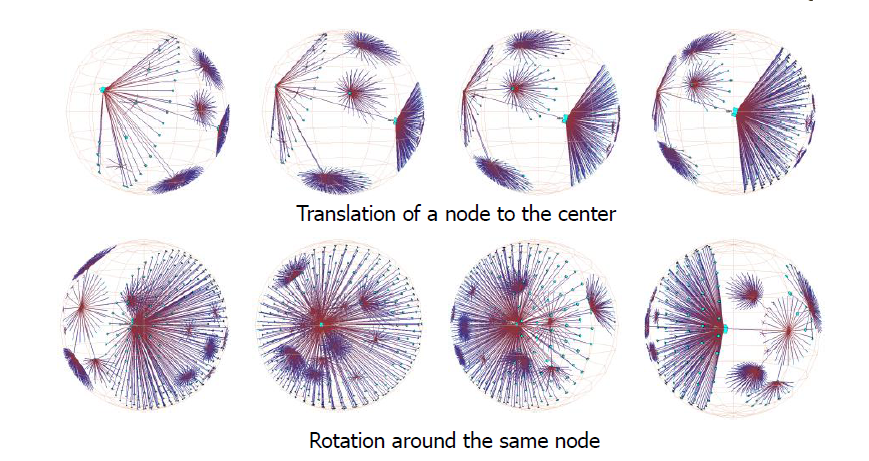 Translation of a node to the center
Rotation around the same node